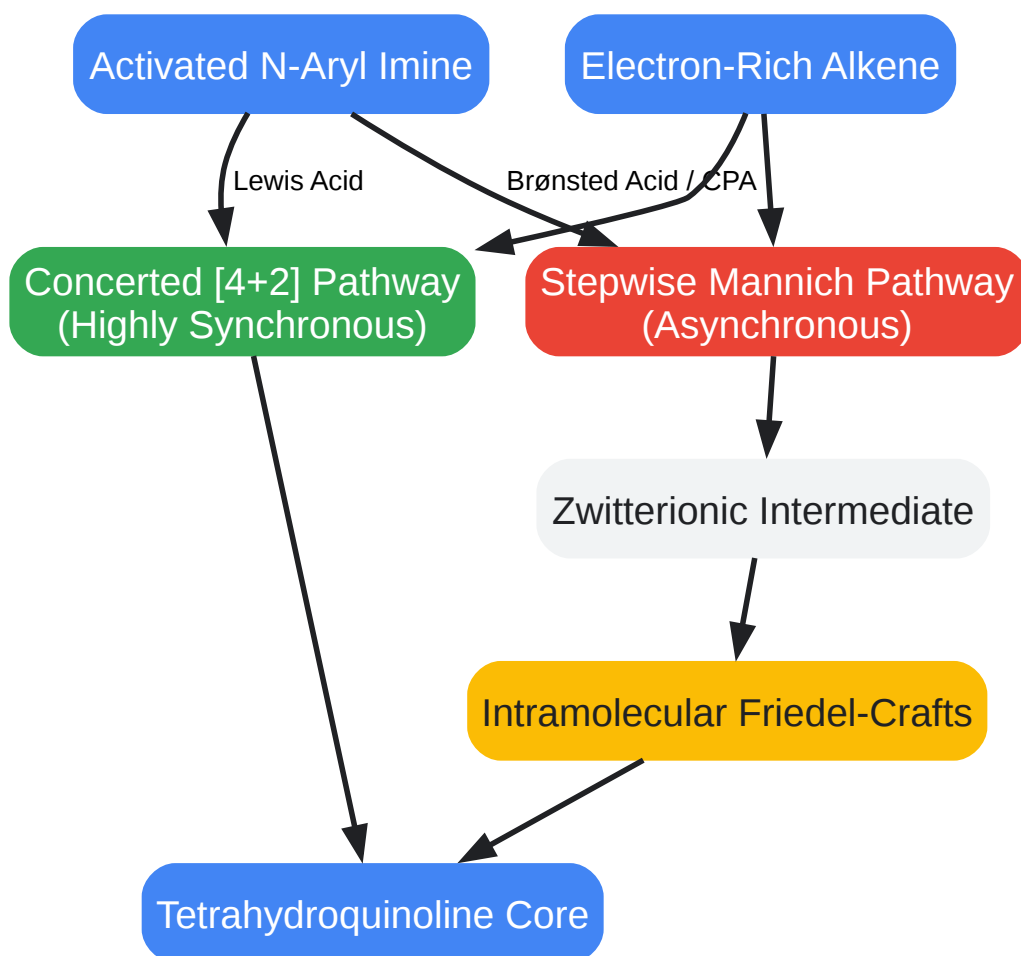 Activated N-Aryl Imine
Electron-Rich Alkene
Lewis Acid
Brønsted Acid / CPA
Concerted [4+2] Pathway
(Highly Synchronous)
Stepwise Mannich Pathway
(Asynchronous)
Zwitterionic Intermediate
Intramolecular Friedel-Crafts
Tetrahydroquinoline Core